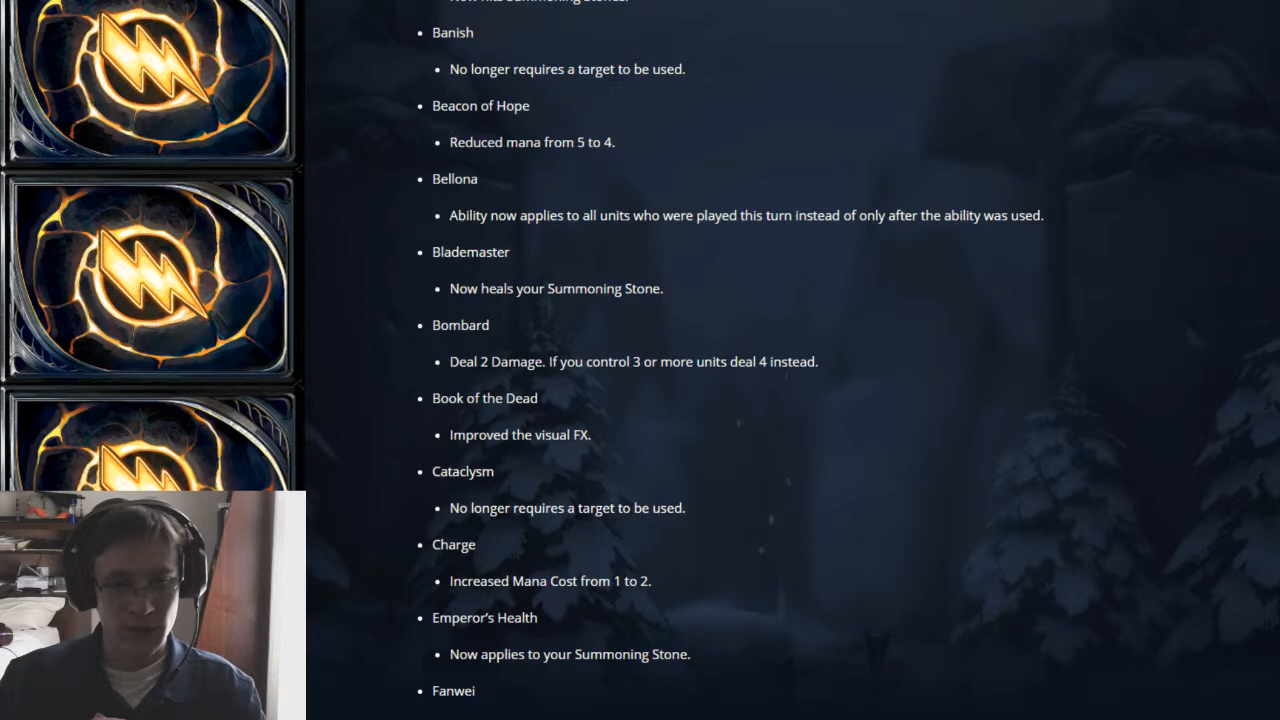 Now hits Summoning Stones.
Banish
No longer requires a target to be used.
Beacon of Hope
Reduced mana from 5 to 4.
Bellona
Ability now applies to all units who were played this turn instead of only after the ability was used.
Blademaster
Now heals your Summoning Stone.
Bombard
Deal 2 Damage. If you control 3 or more units deal 4 instead.
Book of the Dead
Improved the visual FX.
Cataclysm
No longer requires a target to be used.
Charge
Increased Mana Cost from 1 to 2.
Emperor’s Health
Now applies to your Summoning Stone.
Fanwei